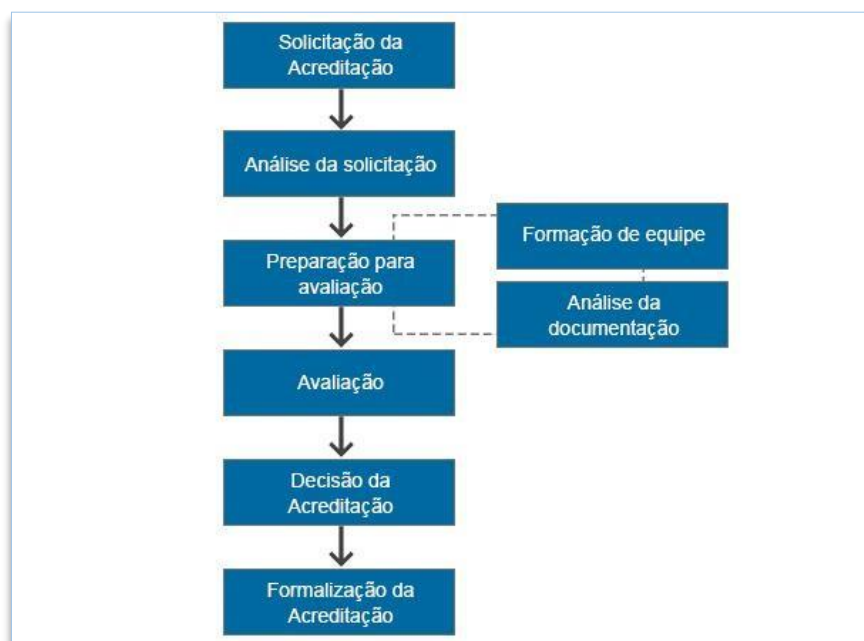 Solicitação da
Acreditação
Análise da solicitação
Preparação para
avaliação
Formação de equipe
Análise da
documentação
Avaliação
Decisão da
Acreditação
Formalização da
Acreditação